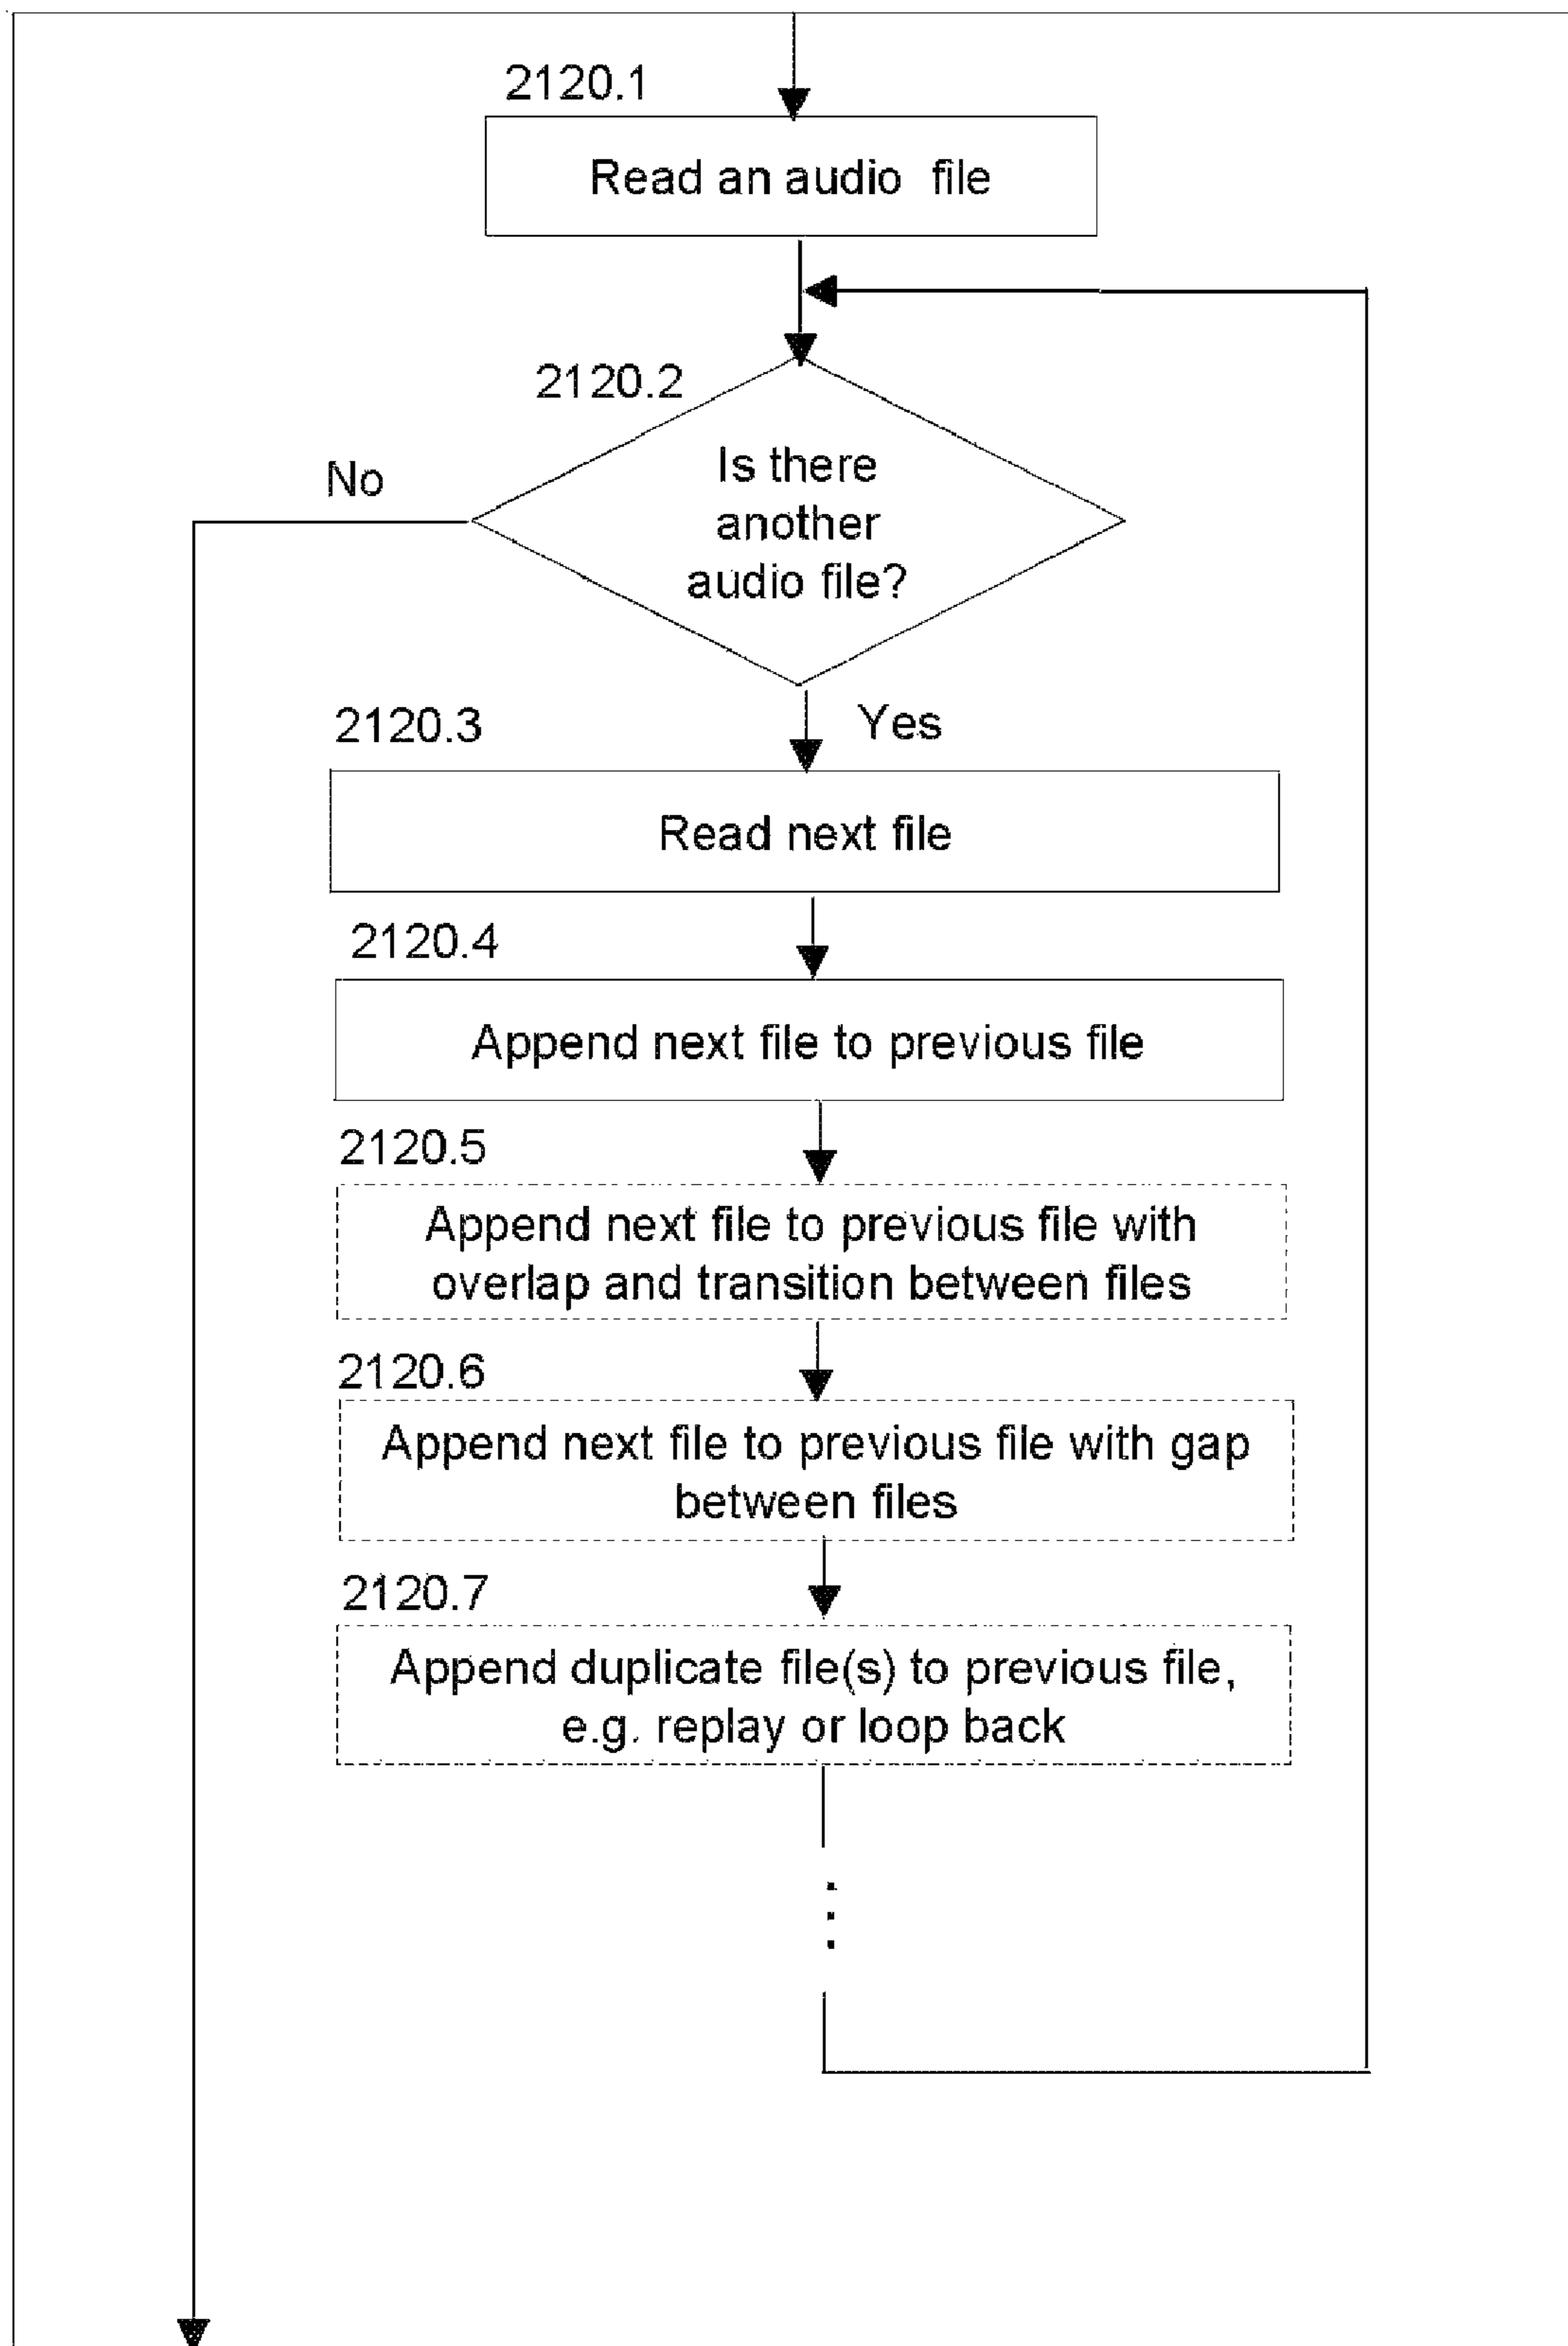 2120.1
Read an audio file
2120.2
No
Is there
another
audio file?
2120.3
Yes
Read next file
2120.4
Append next file to previous file
2120.5
Append next file to previous file with
overlap and transition between files
2120.6
Append next file to previous file with gap
between files
2120.7
Append duplicate file(s) to previous file,
e.g. replay or loop back